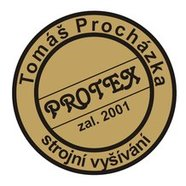 Tomáš Procházka
PROTEX
zal. 2001
strojní vyšívání